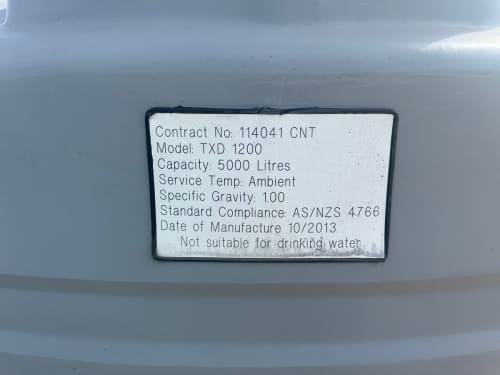 Contract No: 114041 CNT
Model: TXD 1200
Capacity: 5000 Litres
Service Temp: Ambient
Specific Gravity: 1.00
Standard Compliance: AS/NZS 4766
Date of Manufacture 10/2013
Not suitable for drinking water